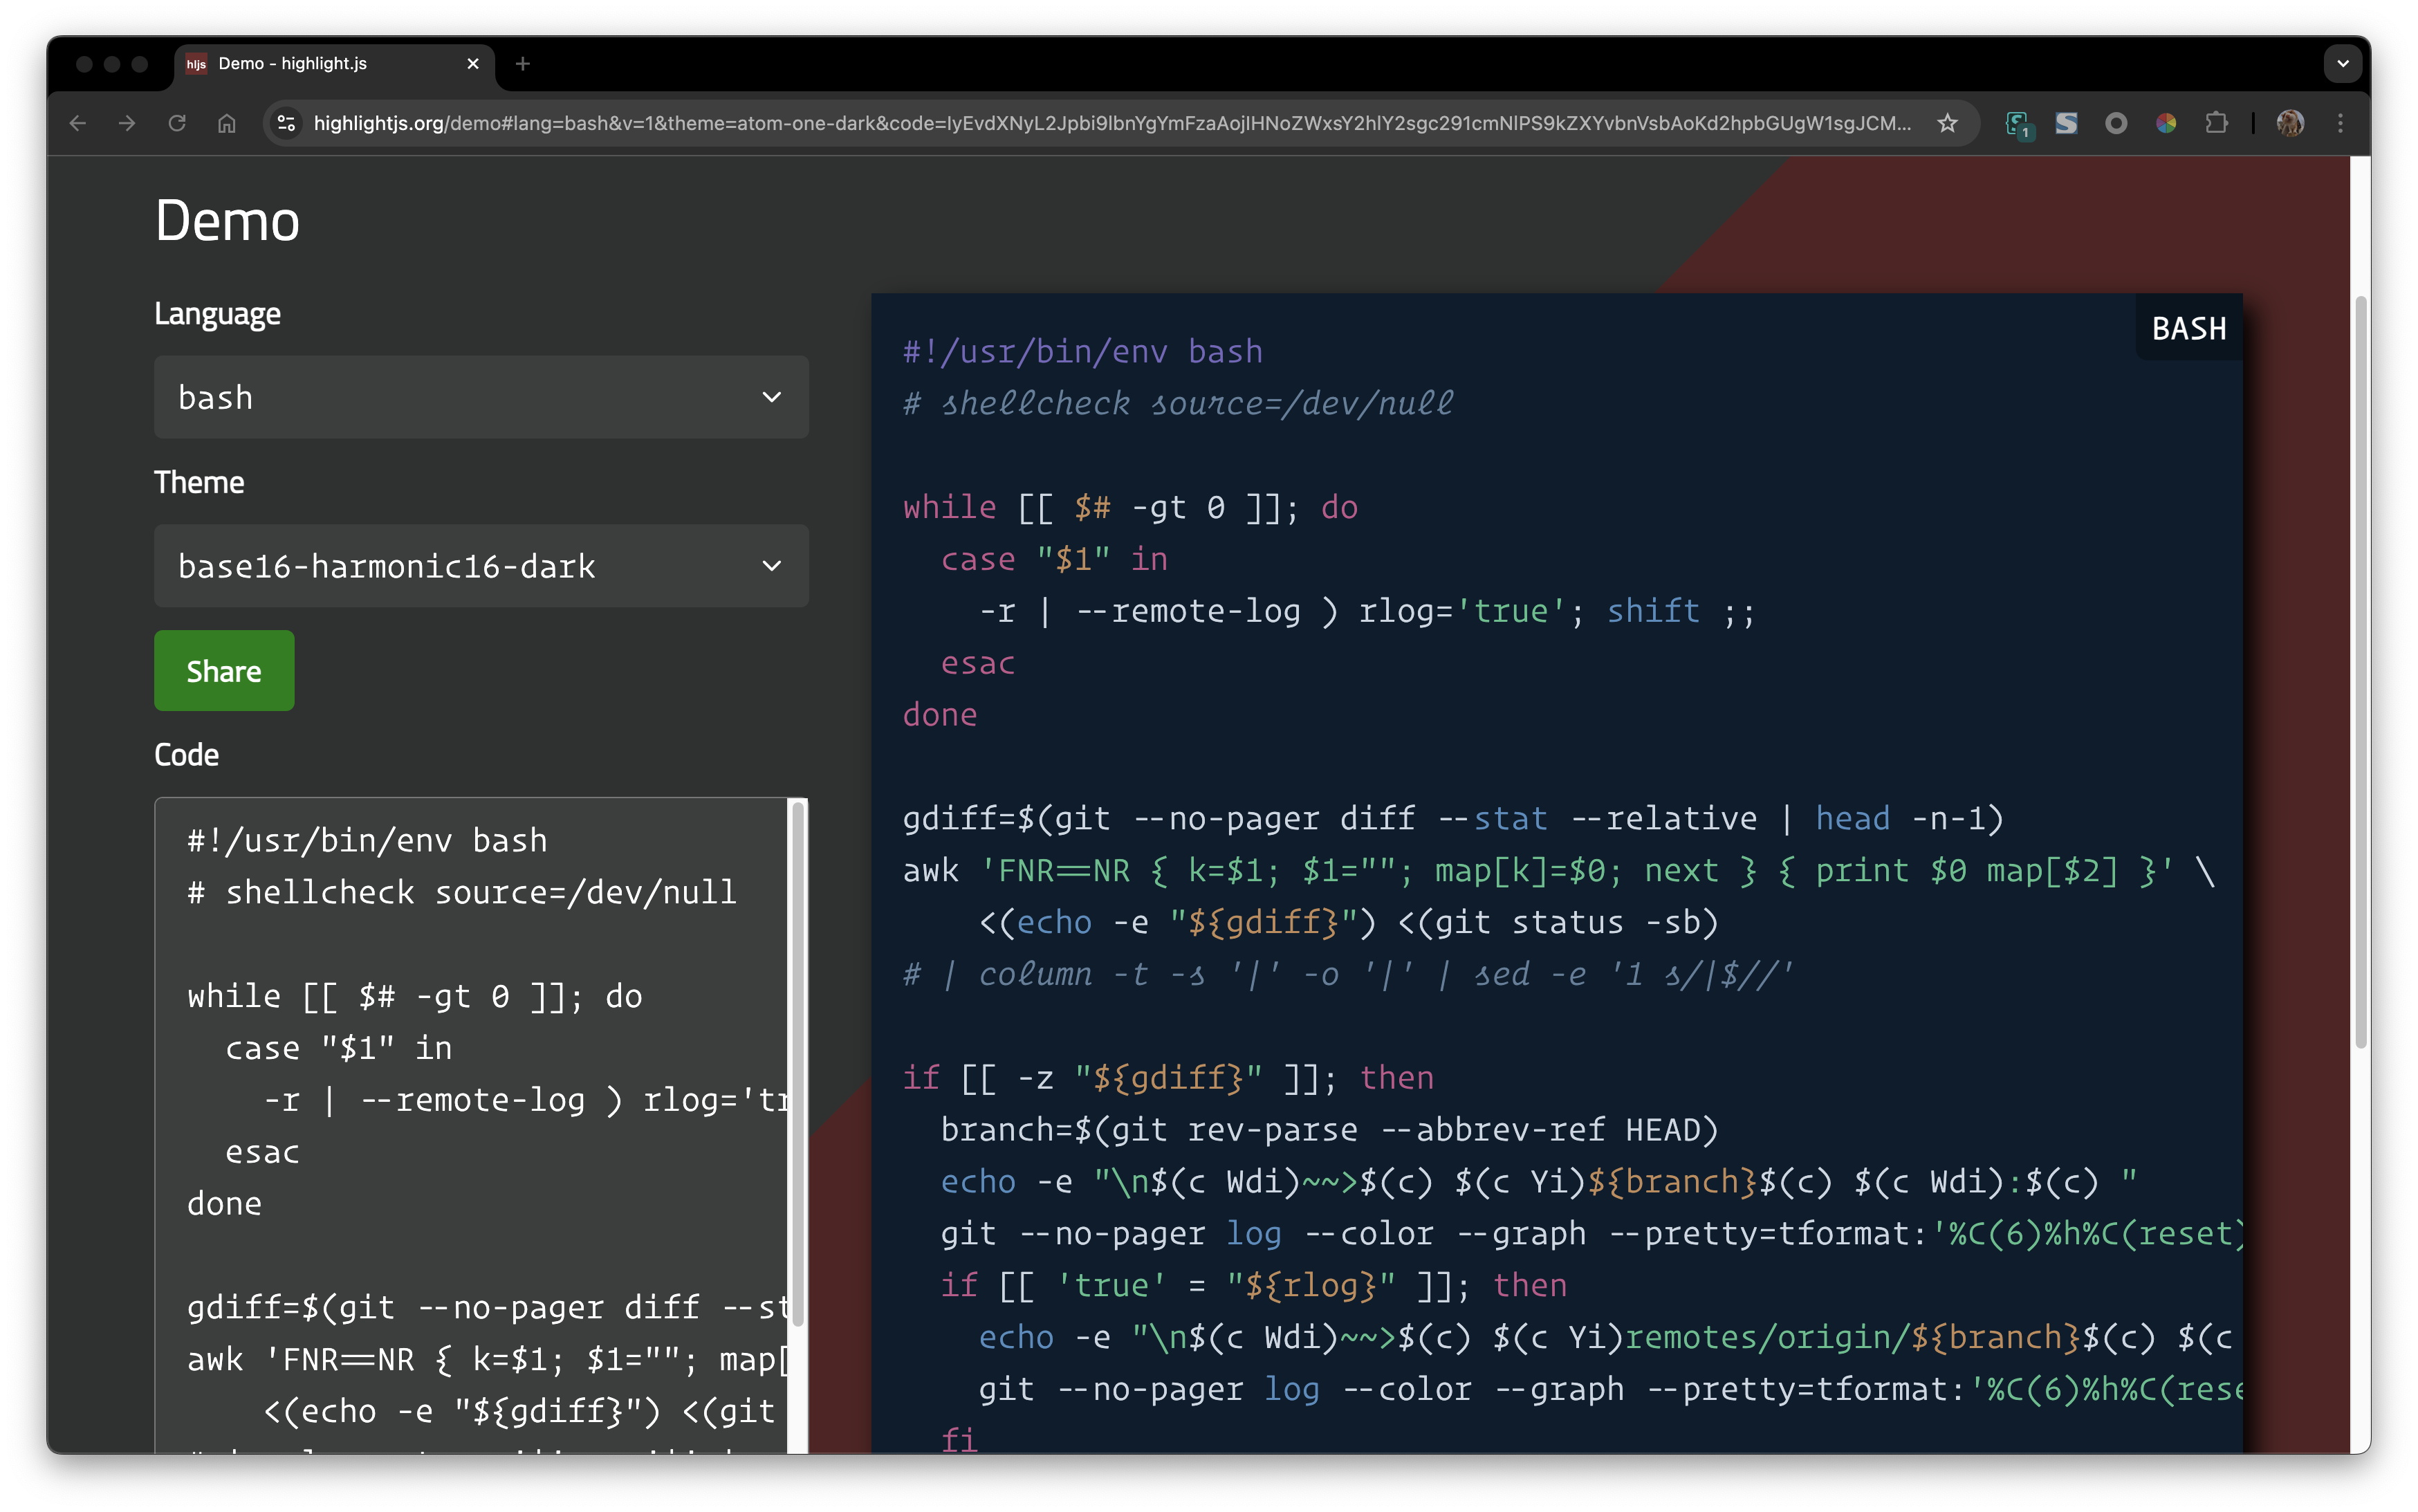 hljs Demo - highlight.js
highlightjs.org/demo#lang=bash&v=1&theme=atom-one-dark&code=IyEvdXNyL2Jpbi9lbnYgYmFzaAojIHNoZWxsY2hlY2sgc291cmNlPS9kZXYvbnVsbAoKd2hpbGUgW1sgJCM...
1
Demo
Language
bash
Theme
base16-harmonic16-dark
Share
Code
#!/usr/bin/env bash
# shellcheck source=/dev/null
while [[ $# -gt 0 ]]; do
  case "$1" in
    -r | --remote-log ) rlog='tr
  esac
done
gdiff=$(git --no-pager diff --st
awk 'FNR==NR { k=$1; $1=""; map[
    <(echo -e "${gdiff}") <(git
BASH
#!/usr/bin/env bash
# shellcheck source=/dev/null
while [[ $# -gt 0 ]]; do
  case "$1" in
    -r | --remote-log ) rlog='true'; shift ;;
  esac
done
gdiff=$(git --no-pager diff --stat --relative | head -n-1)
awk 'FNR==NR { k=$1; $1=""; map[k]=$0; next } { print $0 map[$2] }' \
    <(echo -e "${gdiff}") <(git status -sb)
# | column -t -s '|' -o '|' | sed -e '1 s/|$//'
if [[ -z "${gdiff}" ]]; then
  branch=$(git rev-parse --abbrev-ref HEAD)
  echo -e "\n$(c Wdi)~~>$(c) $(c Yi)${branch}$(c) $(c Wdi):$(c) "
  git --no-pager log --color --graph --pretty=tformat:'%C(6)%h%C(reset)
  if [[ 'true' = "${rlog}" ]]; then
    echo -e "\n$(c Wdi)~~>$(c) $(c Yi)remotes/origin/${branch}$(c) $(c
    git --no-pager log --color --graph --pretty=tformat:'%C(6)%h%C(rese
  fi